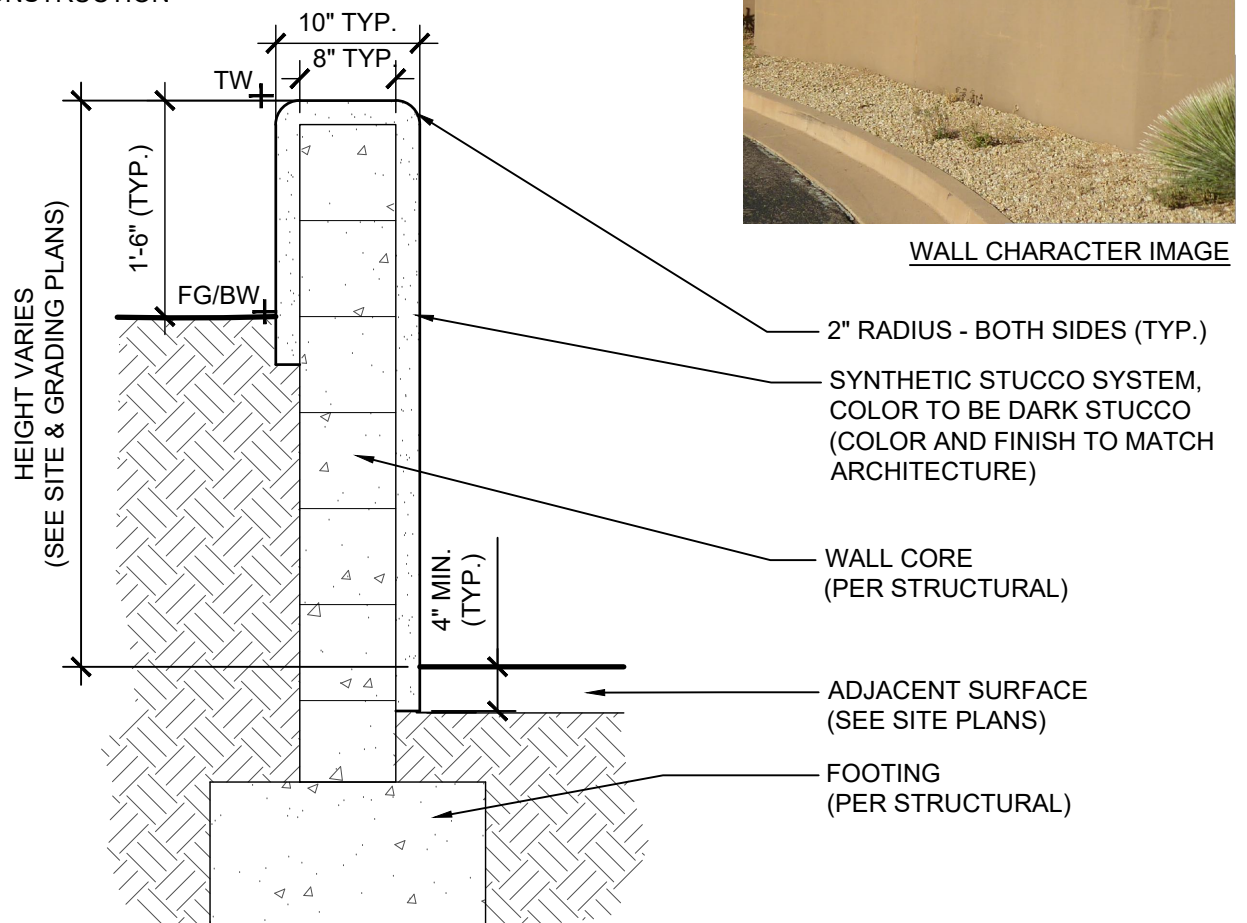 10" TYP.
8" TYP.
TW
1'-6" (TYP.)
HEIGHT VARIES
(SEE SITE & GRADING PLANS)
FG/BW
4" MIN.
(TYP.)
WALL CHARACTER IMAGE
2" RADIUS - BOTH SIDES (TYP.)
SYNTHETIC STUCCO SYSTEM,
COLOR TO BE DARK STUCCO
(COLOR AND FINISH TO MATCH
ARCHITECTURE)
WALL CORE
(PER STRUCTURAL)
ADJACENT SURFACE
(SEE SITE PLANS)
FOOTING
(PER STRUCTURAL)